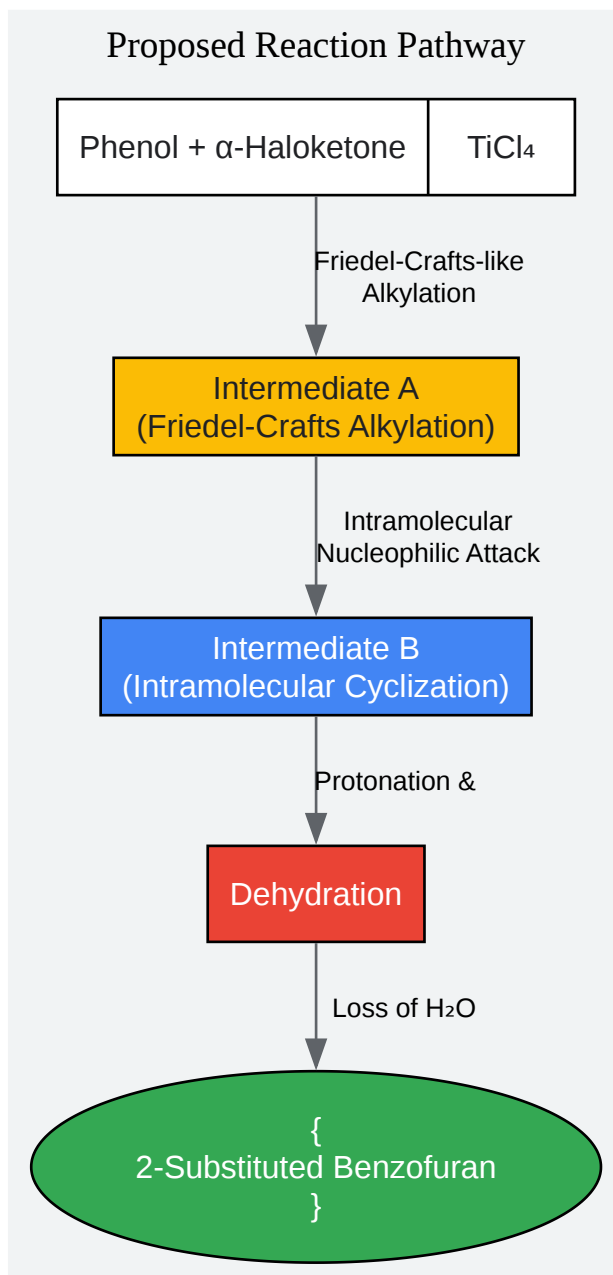 Proposed Reaction Pathway
Phenol + α-Haloketone
TiCl₄
Friedel-Crafts-like
Alkylation
Intermediate A
(Friedel-Crafts Alkylation)
Intramolecular
Nucleophilic Attack
Intermediate B
(Intramolecular Cyclization)
Protonation &
Dehydration
Loss of H₂O
{
2-Substituted Benzofuran
}